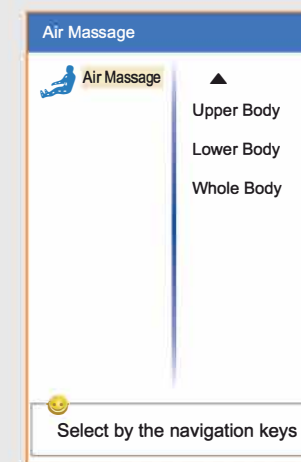 Air Massage
Air Massage
Upper Body
Lower Body
Whole Body
Select by the navigation keys